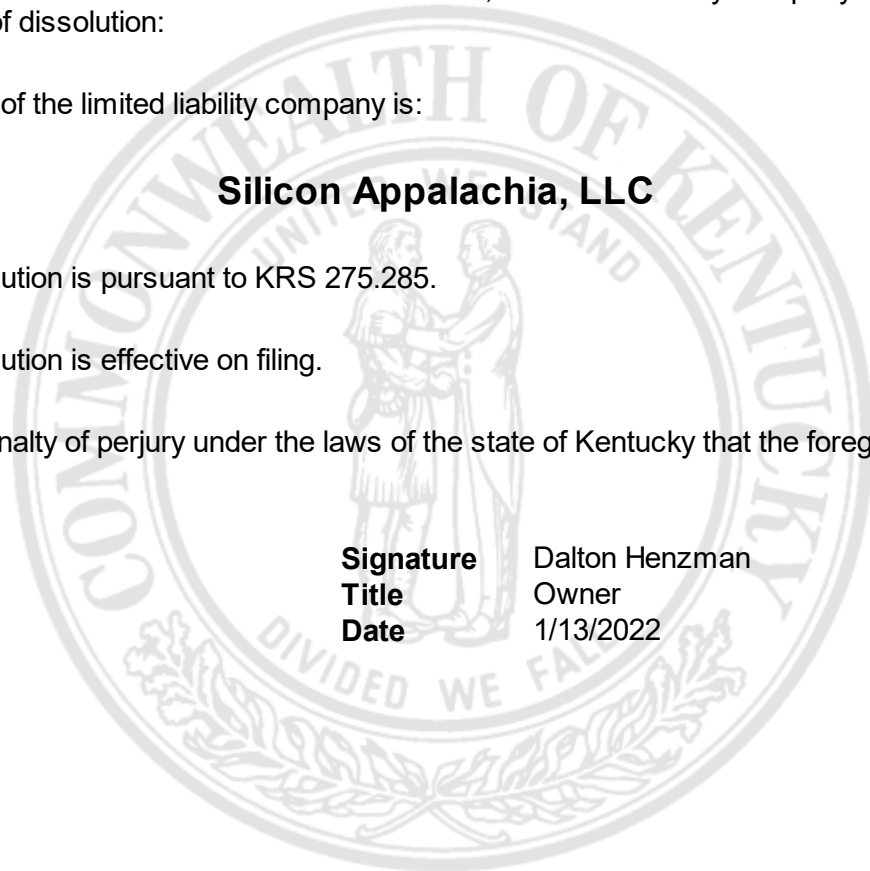 of dissolution:
of the limited liability company is:
Silicon Appalachia, LLC
ution is pursuant to KRS 275.285.
ution is effective on filing.
nalty of perjury under the laws of the state of Kentucky that the foreg
Signature Dalton Henzman
Title Owner
Date 1/13/2022
COMMONWEALTH OF KENTUCKY
UNITED WE STAND
DIVIDED WE FALL